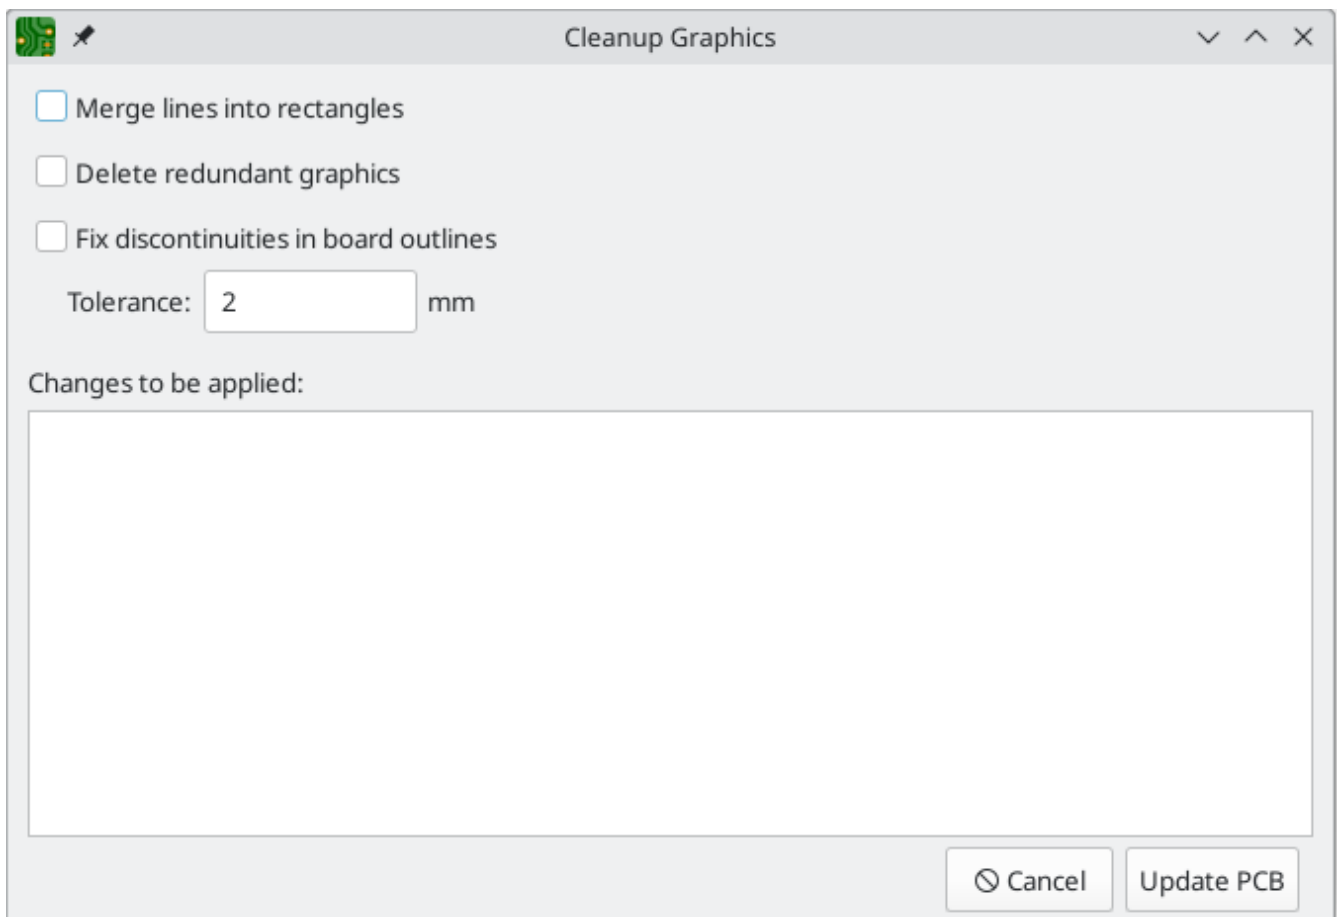 Cleanup Graphics
Merge lines into rectangles
Delete redundant graphics
Fix discontinuities in board outlines
Tolerance: 2 mm
Changes to be applied:
Cancel Update PCB